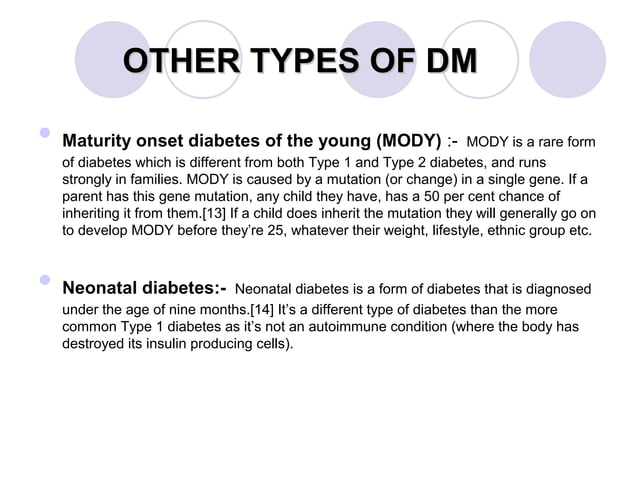 OTHER TYPES OF DM
Maturity onset diabetes of the young (MODY) :- MODY is a rare form
of diabetes which is different from both Type 1 and Type 2 diabetes, and runs
strongly in families. MODY is caused by a mutation (or change) in a single gene. If a
parent has this gene mutation, any child they have, has a 50 per cent chance of
inheriting it from them.[13] If a child does inherit the mutation they will generally go on
to develop MODY before they’re 25, whatever their weight, lifestyle, ethnic group etc.
Neonatal diabetes:- Neonatal diabetes is a form of diabetes that is diagnosed
under the age of nine months.[14] It’s a different type of diabetes than the more
common Type 1 diabetes as it’s not an autoimmune condition (where the body has
destroyed its insulin producing cells).